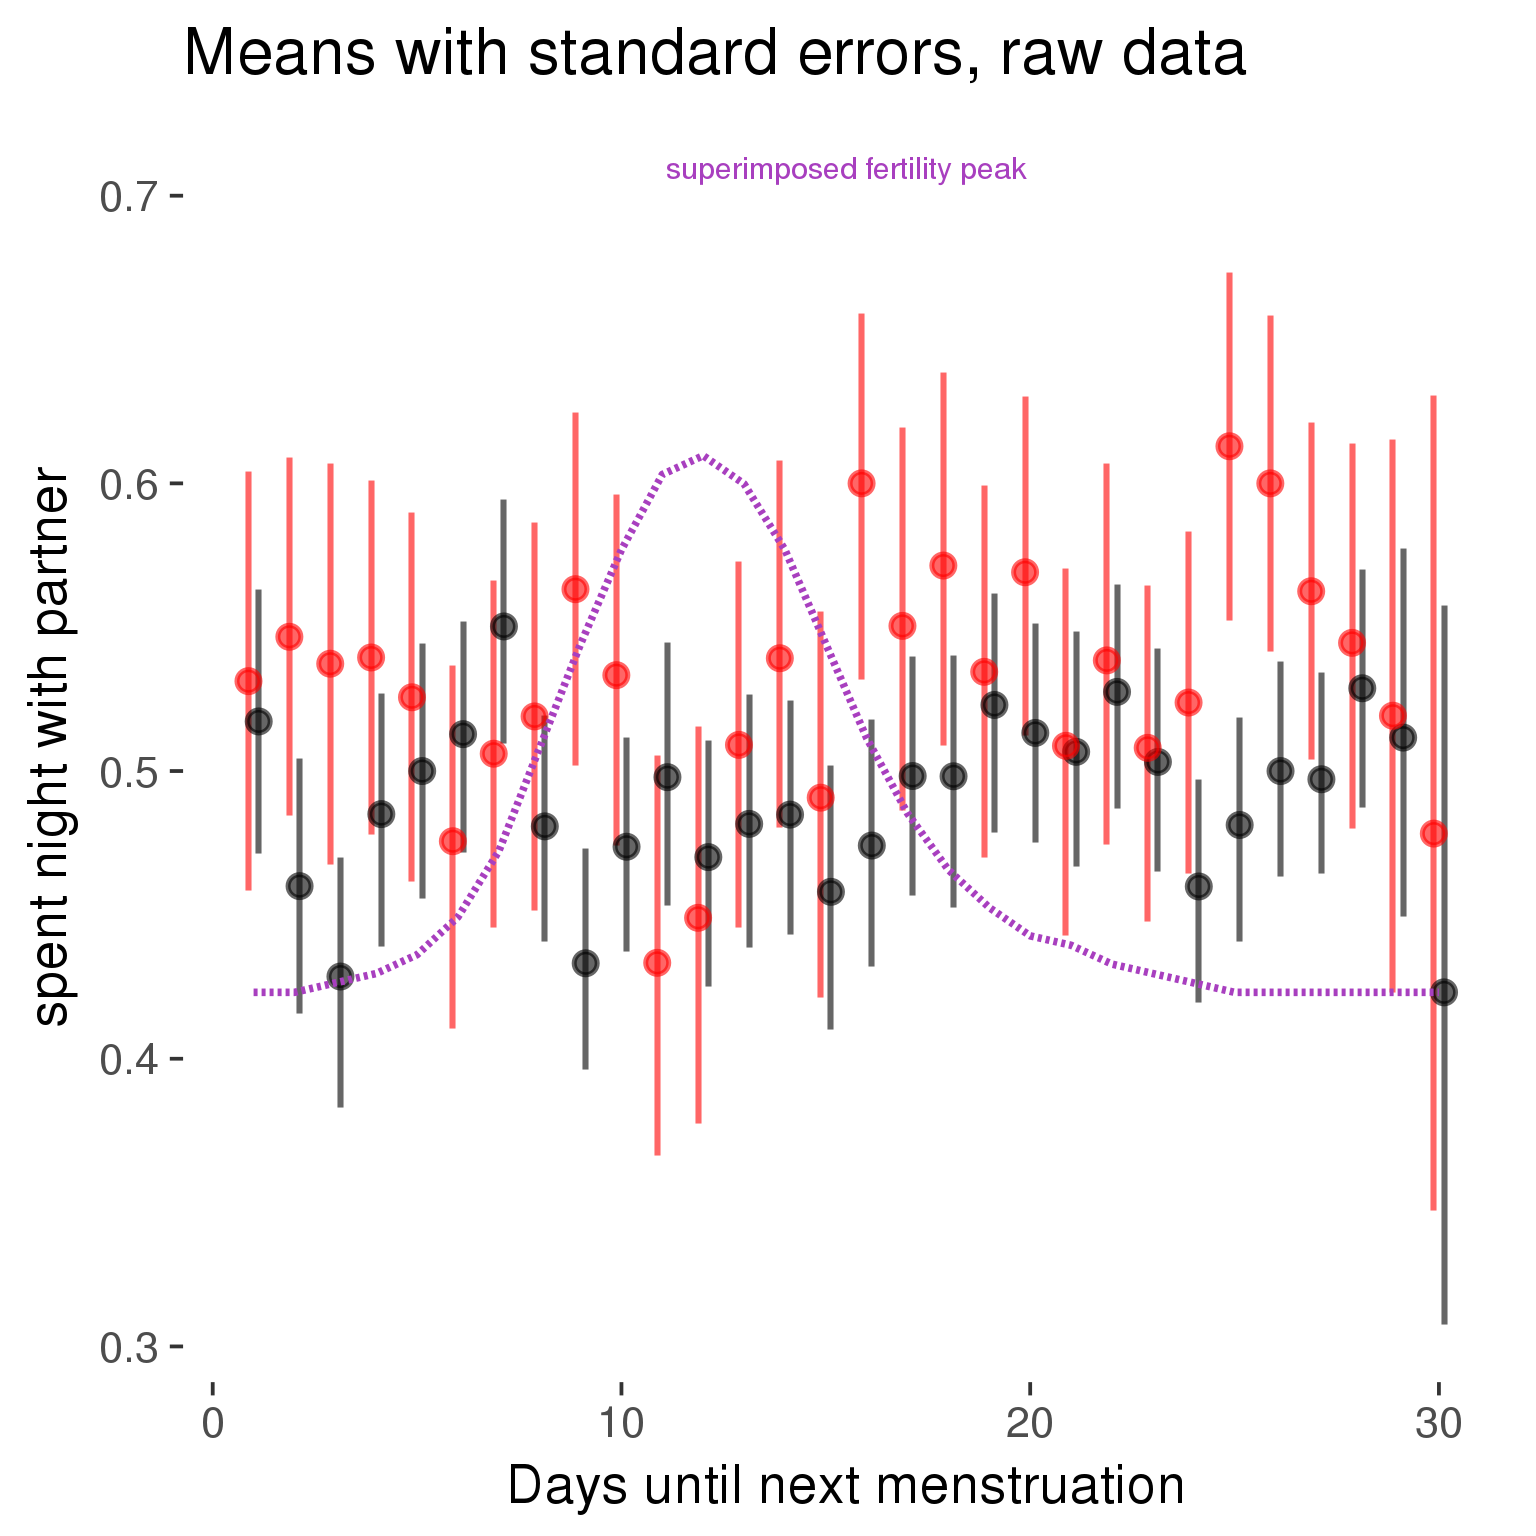 Means with standard errors, raw data
superimposed fertility peak
0.7
0.6
0.5
0.4
0.3
spent night with partner
0
10
20
30
Days until next menstruation